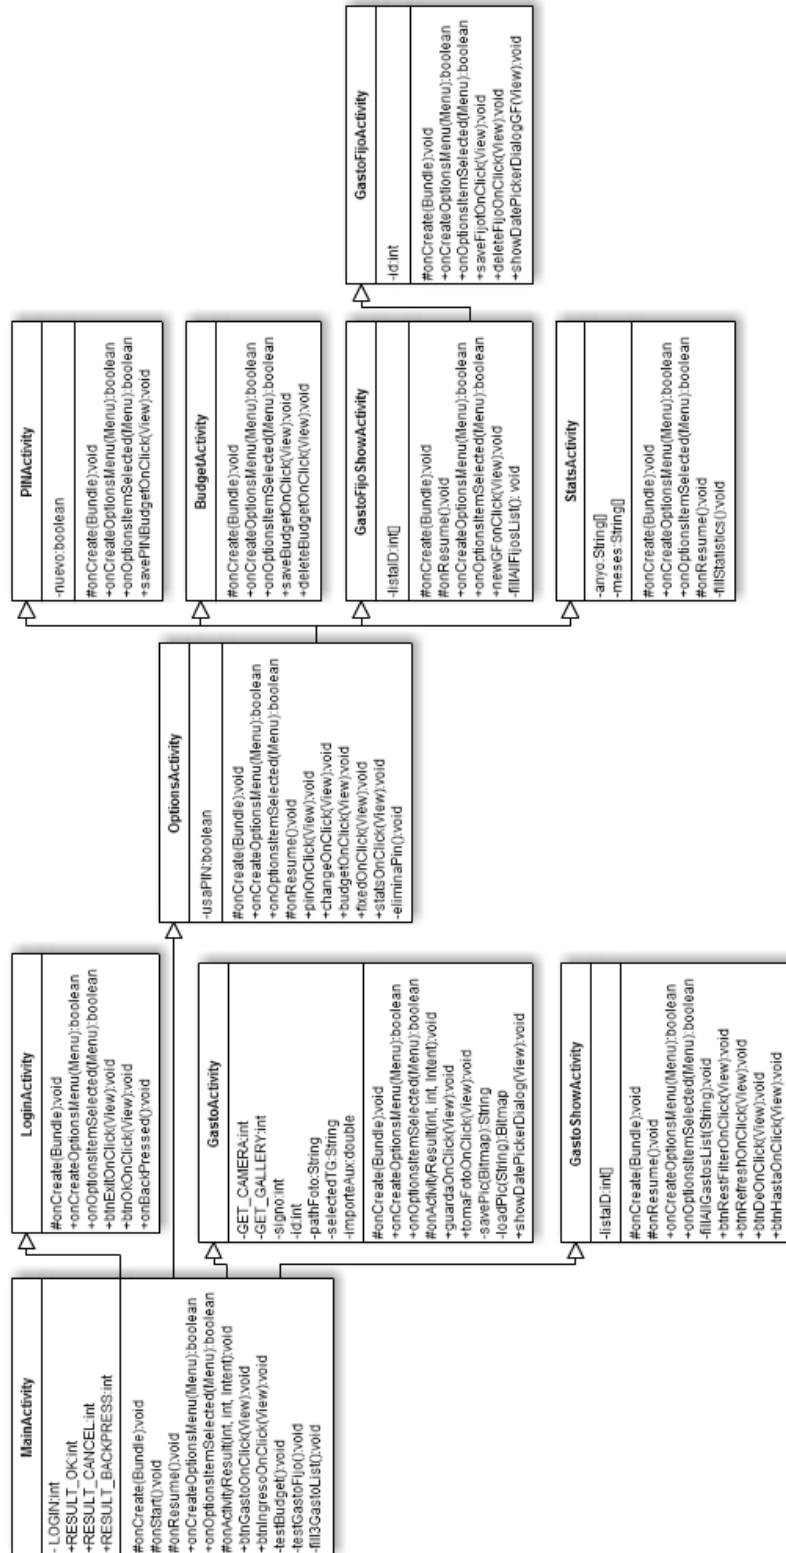 MainActivity
- LOGIN:int
+RESULT_OK:int
+RESULT_CANCEL:int
+RESULT_BACKPRESS:int
#onCreate(Bundle):void
#onStart():void
#onResume():void
+onCreateOptionsMenu(Menu):boolean
+onOptionsItemSelected(Menu):boolean
#onActivityResult(int, int, Intent):void
+btnGastoOnClick(View):void
+btnIngresoOnClick(View):void
-testBudget():void
-testGastoFijo():void
-fill3GastoList():void
LoginActivity
#onCreate(Bundle):void
+onCreateOptionsMenu(Menu):boolean
+onOptionsItemSelected(Menu):boolean
+btnExitOnClick(View):void
+btnOkOnClick(View):void
+onBackPressed():void
GastoActivity
-GET_CAMERA:int
-GET_GALLERY:int
-signo:int
-id:int
-pathFoto:String
-selectedTG:String
-importeAux:double
#onCreate(Bundle):void
+onCreateOptionsMenu(Menu):boolean
+onOptionsItemSelected(Menu):boolean
#onActivityResult(int, int, Intent):void
+guardaOnClick(View):void
+tomaFotoOnClick(View):void
-savePic(Bitmap):String
-loadPic(String):Bitmap
+showDatePickerDialog(View):void
GastoShowActivity
-listaID:int[]
#onCreate(Bundle):void
#onResume():void
+onCreateOptionsMenu(Menu):boolean
+onOptionsItemSelected(Menu):boolean
-fillAllGastosList(String):void
+btnRestFilterOnClick(View):void
+btnRefreshOnClick(View):void
+btnDeOnClick(View):void
+btnHastaOnClick(View):void
OptionsActivity
-usaPIN:boolean
#onCreate(Bundle):void
+onCreateOptionsMenu(Menu):boolean
+onOptionsItemSelected(Menu):boolean
#onResume():void
+pinOnClick(View):void
+changeOnClick(View):void
+budgetOnClick(View):void
+fixedOnClick(View):void
+statsOnClick(View):void
-eliminaPin():void
PINActivity
-nuevo:boolean
#onCreate(Bundle):void
+onCreateOptionsMenu(Menu):boolean
+onOptionsItemSelected(Menu):boolean
+savePINBudgetOnClick(View):void
BudgetActivity
#onCreate(Bundle):void
+onCreateOptionsMenu(Menu):boolean
+onOptionsItemSelected(Menu):boolean
+saveBudgetOnClick(View):void
+deleteBudgetOnClick(View):void
GastoFijoShowActivity
-listaID:int[]
#onCreate(Bundle):void
#onResume():void
+onCreateOptionsMenu(Menu):boolean
+onOptionsItemSelected(Menu):boolean
+newGFonClick(View):void
-fillAllFijosList(): void
StatsActivity
-anyo:String[]
-meses:String[]
#onCreate(Bundle):void
+onCreateOptionsMenu(Menu):boolean
+onOptionsItemSelected(Menu):boolean
#onResume():void
-fillStatistics():void
GastoFijoActivity
-id:int
#onCreate(Bundle):void
+onCreateOptionsMenu(Menu):boolean
+onOptionsItemSelected(Menu):boolean
+saveFijotOnClick(View):void
+deleteFijoOnClick(View):void
+showDatePickerDialogGF(View):void